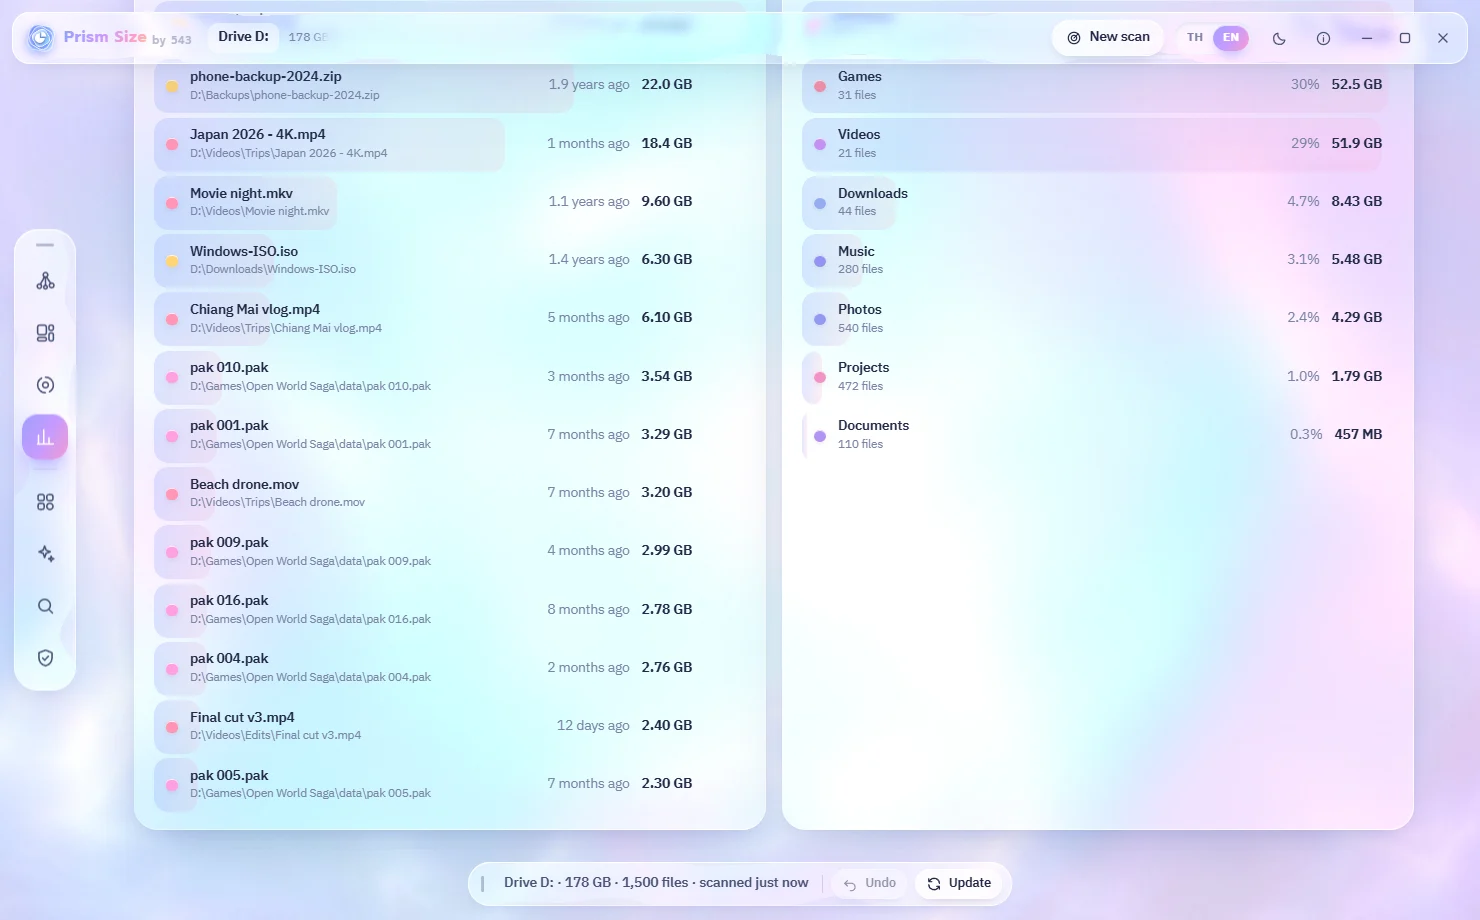 Prism Size by 543
Drive D:
178 GB
New scan
TH
EN
phone-backup-2024.zip
D:\Backups\phone-backup-2024.zip
1.9 years ago
22.0 GB
Japan 2026 - 4K.mp4
D:\Videos\Trips\Japan 2026 - 4K.mp4
1 months ago
18.4 GB
Movie night.mkv
D:\Videos\Movie night.mkv
1.1 years ago
9.60 GB
Windows-ISO.iso
D:\Downloads\Windows-ISO.iso
1.4 years ago
6.30 GB
Chiang Mai vlog.mp4
D:\Videos\Trips\Chiang Mai vlog.mp4
5 months ago
6.10 GB
pak 010.pak
D:\Games\Open World Saga\data\pak 010.pak
3 months ago
3.54 GB
pak 001.pak
D:\Games\Open World Saga\data\pak 001.pak
7 months ago
3.29 GB
Beach drone.mov
D:\Videos\Trips\Beach drone.mov
7 months ago
3.20 GB
pak 009.pak
D:\Games\Open World Saga\data\pak 009.pak
4 months ago
2.99 GB
pak 016.pak
D:\Games\Open World Saga\data\pak 016.pak
8 months ago
2.78 GB
pak 004.pak
D:\Games\Open World Saga\data\pak 004.pak
2 months ago
2.76 GB
Final cut v3.mp4
D:\Videos\Edits\Final cut v3.mp4
12 days ago
2.40 GB
pak 005.pak
D:\Games\Open World Saga\data\pak 005.pak
7 months ago
2.30 GB
Games
31 files
30%
52.5 GB
Videos
21 files
29%
51.9 GB
Downloads
44 files
4.7%
8.43 GB
Music
280 files
3.1%
5.48 GB
Photos
540 files
2.4%
4.29 GB
Projects
472 files
1.0%
1.79 GB
Documents
110 files
0.3%
457 MB
Drive D: · 178 GB · 1,500 files · scanned just now
Undo
Update